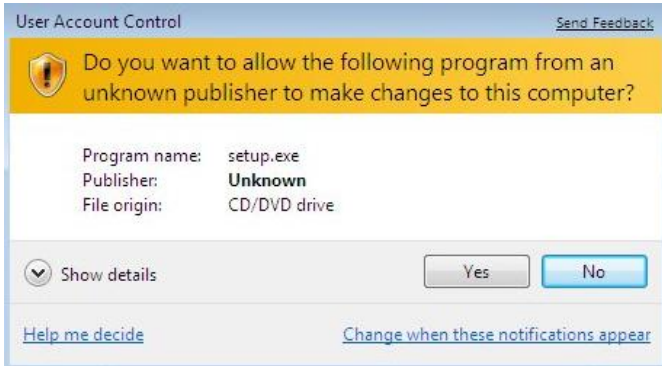 User Account Control
Send Feedback
Do you want to allow the following program from an
unknown publisher to make changes to this computer?
Program name: setup.exe
Publisher: Unknown
File origin: CD/DVD drive
Show details
Yes
No
Help me decide
Change when these notifications appear